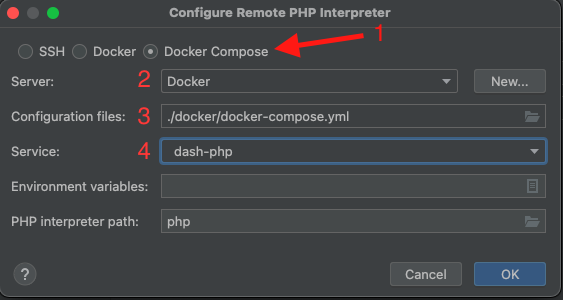 Configure Remote PHP Interpreter
1
SSH Docker Docker Compose
Server: 2 Docker New...
Configuration files: 3 ./docker/docker-compose.yml
Service: 4 dash-php
Environment variables:
PHP interpreter path: php
? Cancel OK